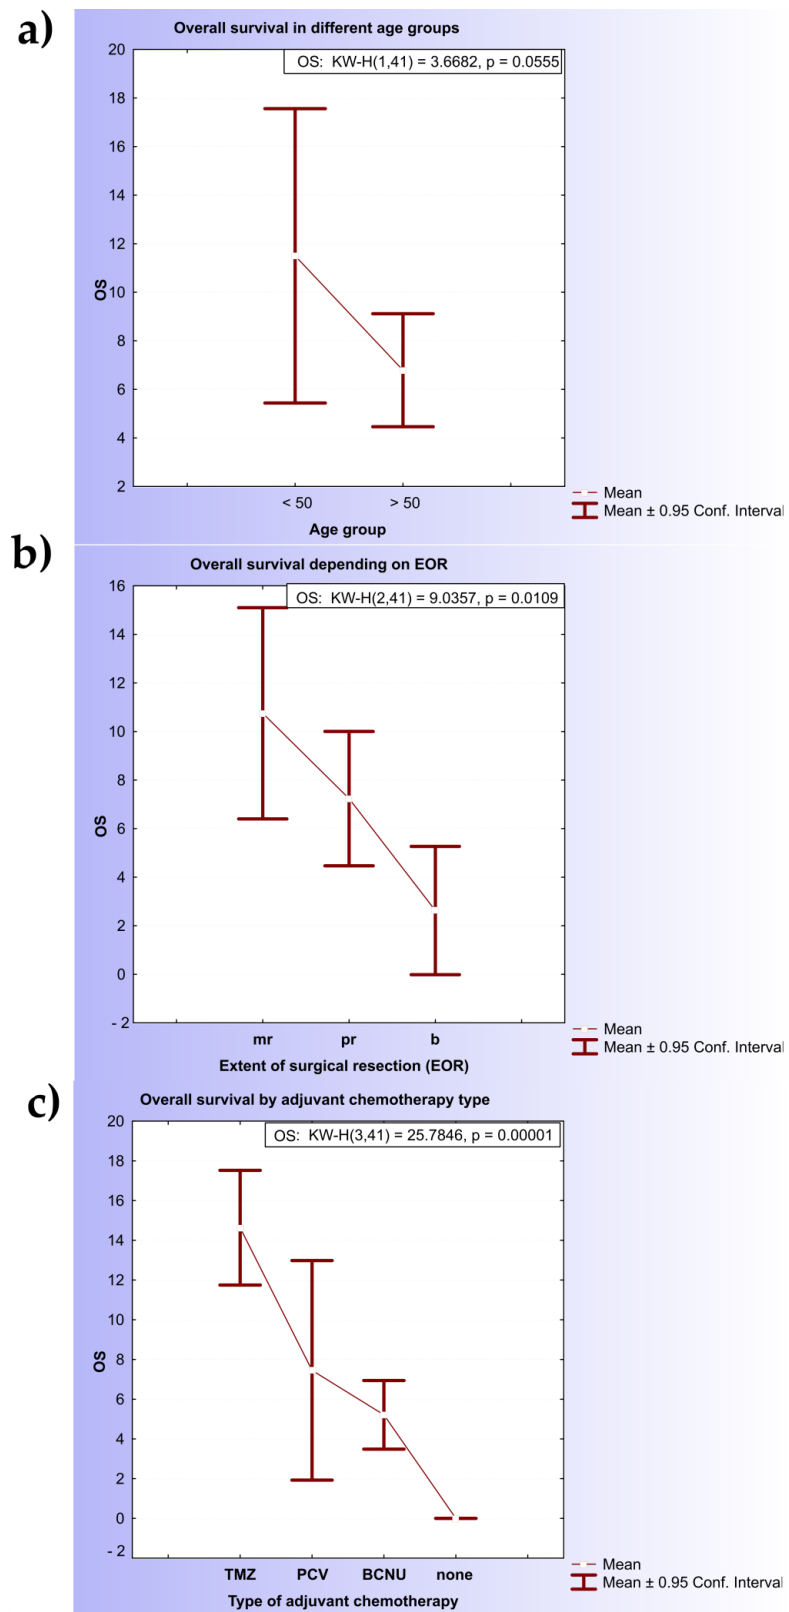 a)
Overall survival in different age groups
OS: KW-H(1,41) = 3.6682, p = 0.0555
20
18
16
14
12
10
8
6
4
2
OS
< 50 > 50
Age group
Mean
Mean ± 0.95 Conf. Interval
b)
Overall survival depending on EOR
OS: KW-H(2,41) = 9.0357, p = 0.0109
16
14
12
10
8
6
4
2
0
- 2
OS
mr pr b
Extent of surgical resection (EOR)
Mean
Mean ± 0.95 Conf. Interval
c)
Overall survival by adjuvant chemotherapy type
OS: KW-H(3,41) = 25.7846, p = 0.00001
20
18
16
14
12
10
8
6
4
2
0
- 2
OS
TMZ PCV BCNU none
Type of adjuvant chemotherapy
Mean
Mean ± 0.95 Conf. Interval